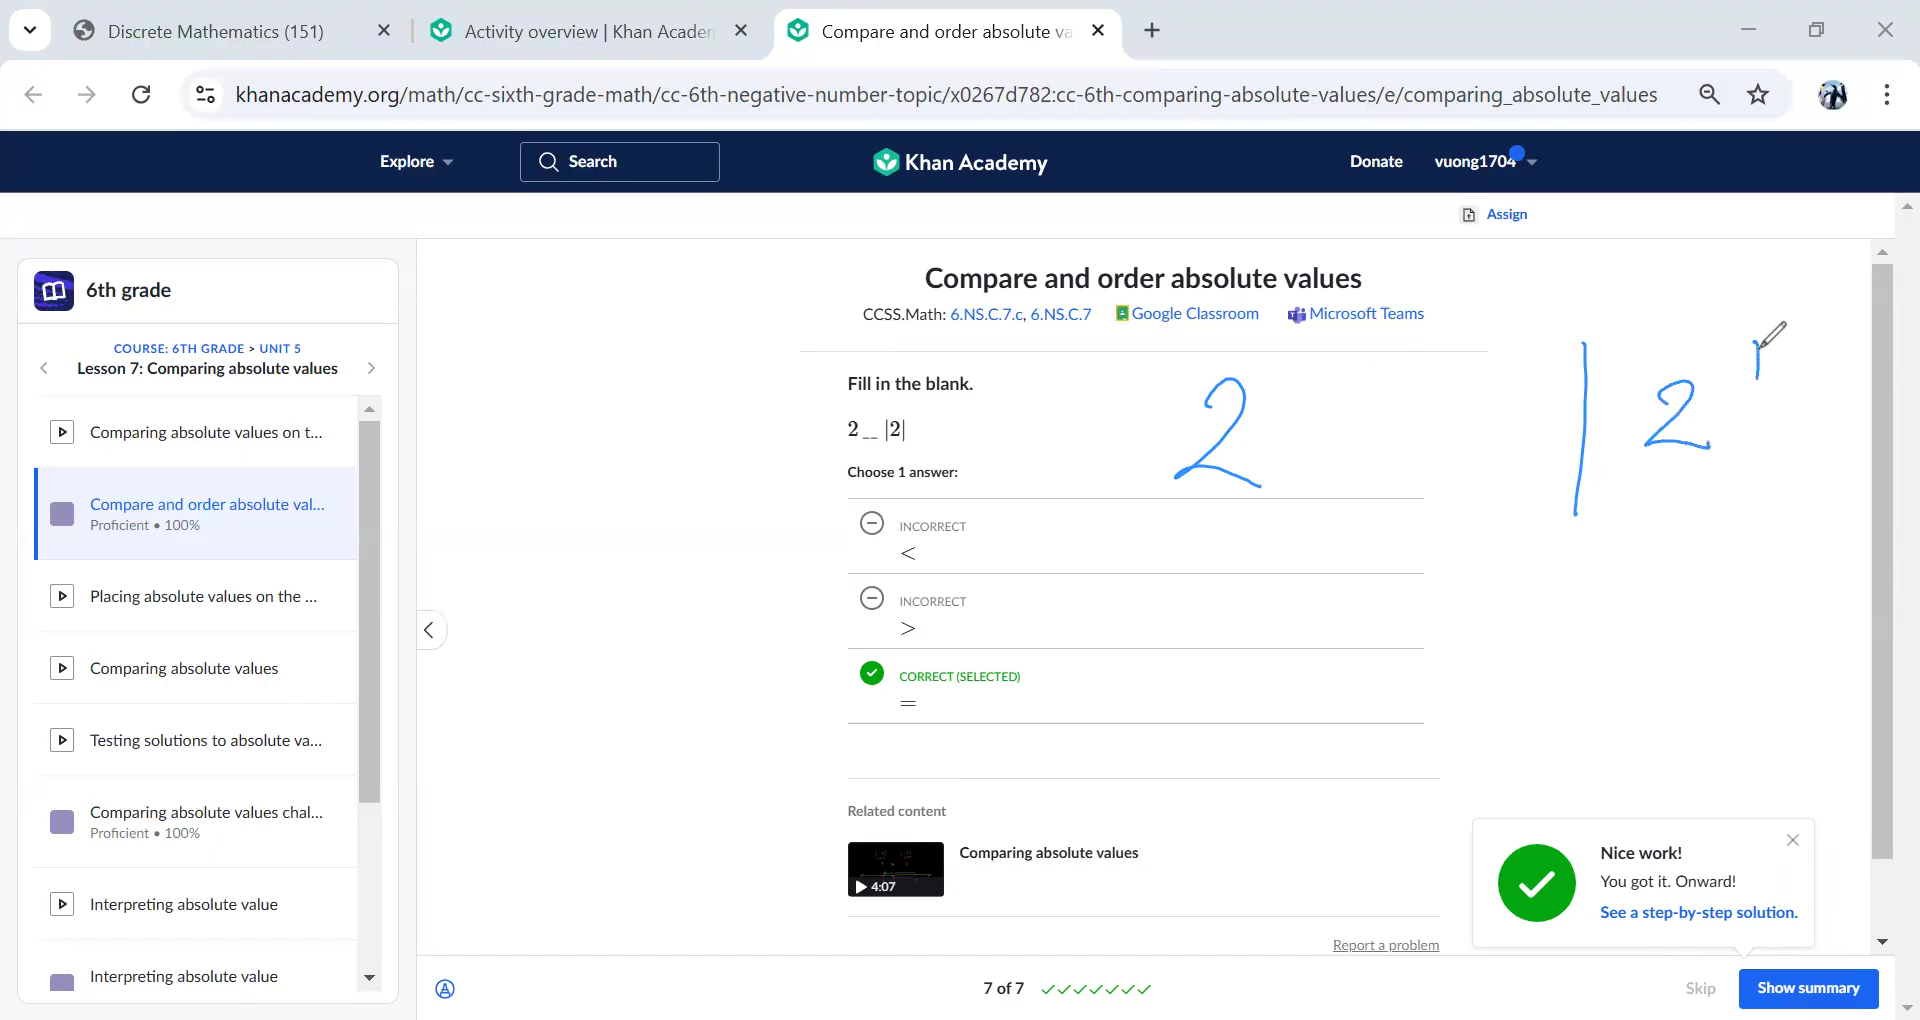 Discrete Mathematics (151)
Activity overview | Khan Acader
Compare and order absolute va
khanacademy.org/math/cc-sixth-grade-math/cc-6th-negative-number-topic/x0267d782:cc-6th-comparing-absolute-values/e/comparing_absolute_values
Explore
Search
Khan Academy
Donate
vuong1704
Assign
6th grade
COURSE: 6TH GRADE > UNIT 5
Lesson 7: Comparing absolute values
Comparing absolute values on t...
Compare and order absolute val...
Proficient • 100%
Placing absolute values on the ...
Comparing absolute values
Testing solutions to absolute va...
Comparing absolute values chal...
Proficient • 100%
Interpreting absolute value
Interpreting absolute value
Compare and order absolute values
CCSS.Math: 6.NS.C.7.c, 6.NS.C.7 Google Classroom Microsoft Teams
Fill in the blank.
2 __ |2|
2
| 2
Choose 1 answer:
INCORRECT
<
INCORRECT
>
CORRECT (SELECTED)
=
Related content
4:07
Comparing absolute values
Report a problem
Nice work!
You got it. Onward!
See a step-by-step solution.
7 of 7
Skip
Show summary